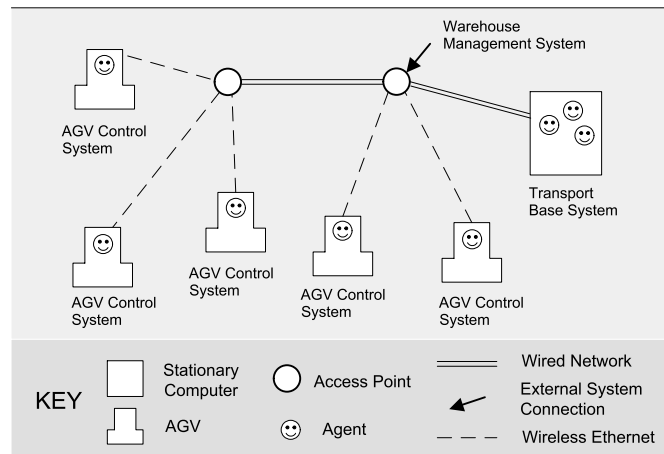 Warehouse
Management System
AGV Control
System
Transport
Base System
AGV Control
System
AGV Control
System
AGV Control
System
AGV Control
System
KEY
Stationary
Computer
AGV
Access Point
Agent
Wired Network
External System
Connection
Wireless Ethernet